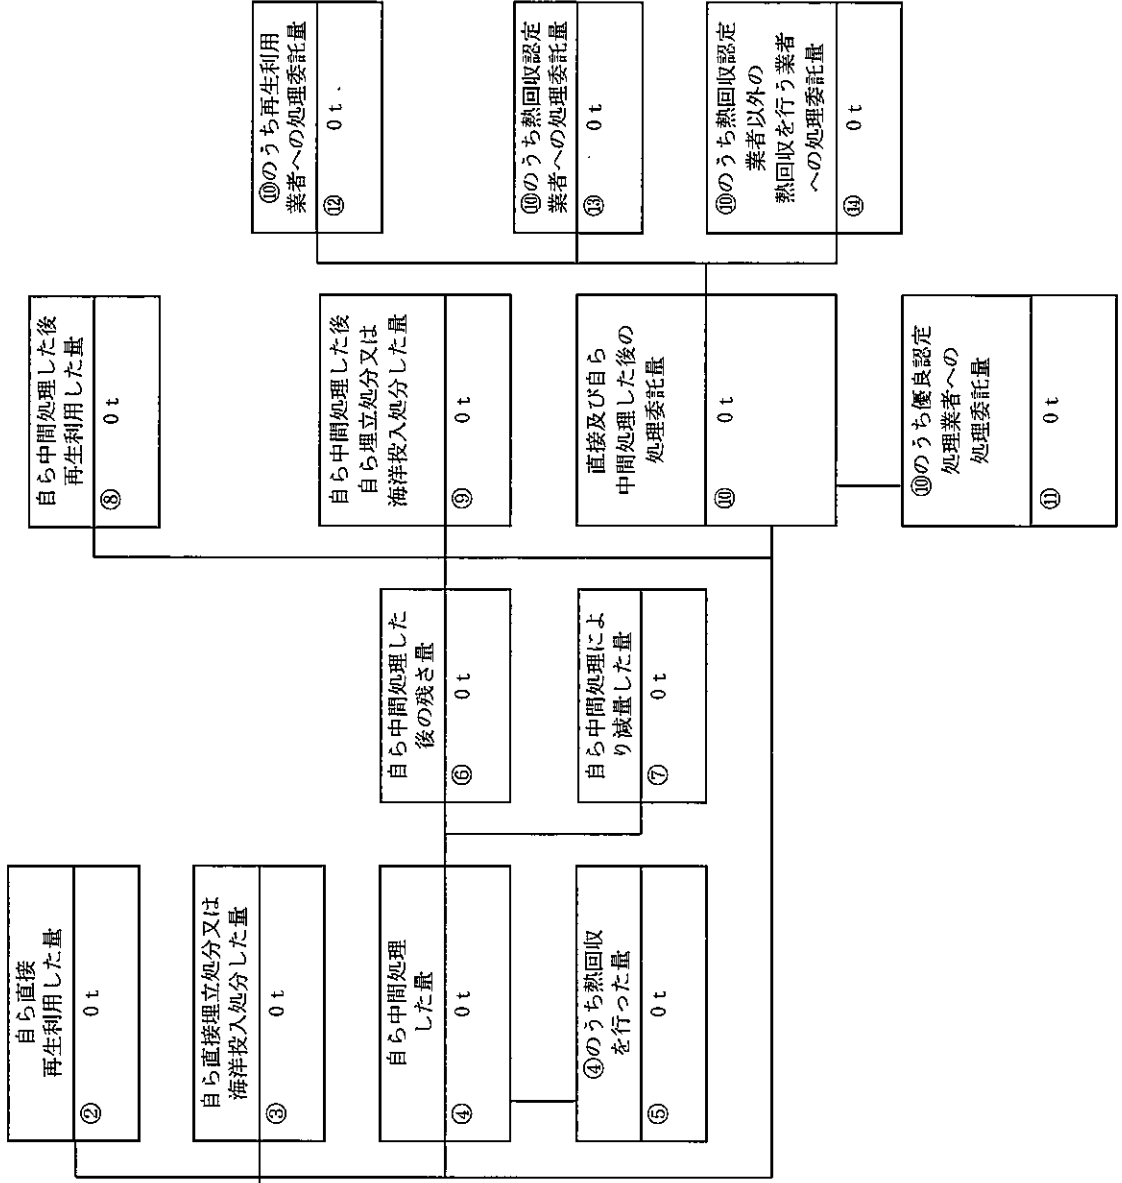 自ら直接
再生利用した量
② 0 t
自ら直接埋立処分又は
海洋投入処分した量
③ 0 t
自ら中間処理
した量
④ 0 t
④のうち熱回収
を行った量
⑤ 0 t
自ら中間処理した
後の残さ量
⑥ 0 t
自ら中間処理によ
り減量した量
⑦ 0 t
自ら中間処理した後
再生利用した量
⑧ 0 t
自ら中間処理した後
自ら埋立処分又は
海洋投入処分した量
⑨ 0 t
直接及び自ら
中間処理した後の
処理委託量
⑩ 0 t
⑩のうち優良認定
処理業者への
処理委託量
⑪ 0 t
⑩のうち再生利用
業者への処理委託量
⑫ 0 t
⑩のうち熱回収認定
業者への処理委託量
⑬ 0 t
⑩のうち熱回収認定
業者以外の
熱回収を行う業者
への処理委託量
⑭ 0 t